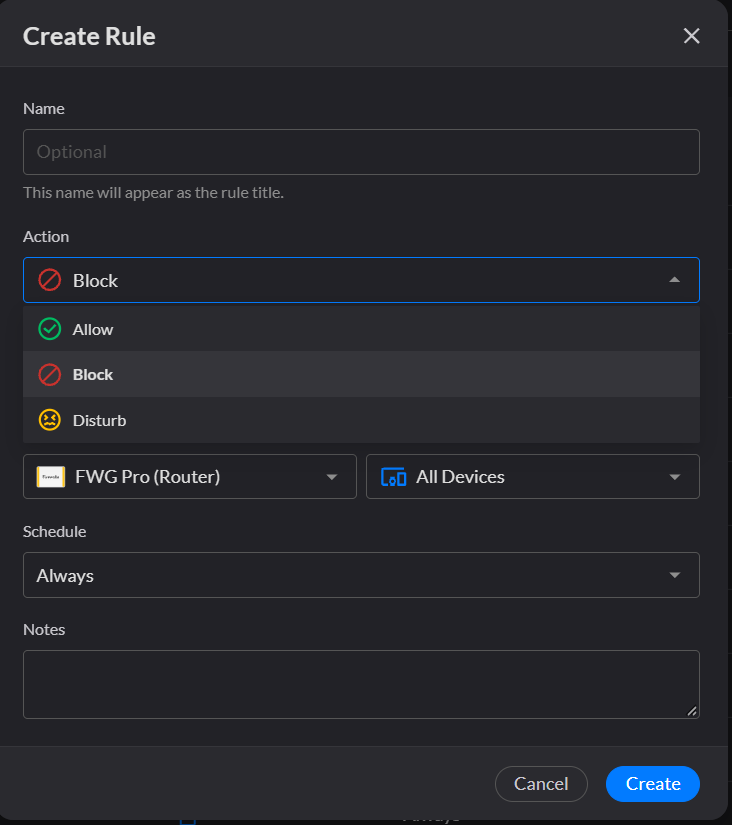 Create Rule
Name
Optional
This name will appear as the rule title.
Action
Block
Allow
Block
Disturb
FWG Pro (Router)
All Devices
Schedule
Always
Notes
Cancel
Create